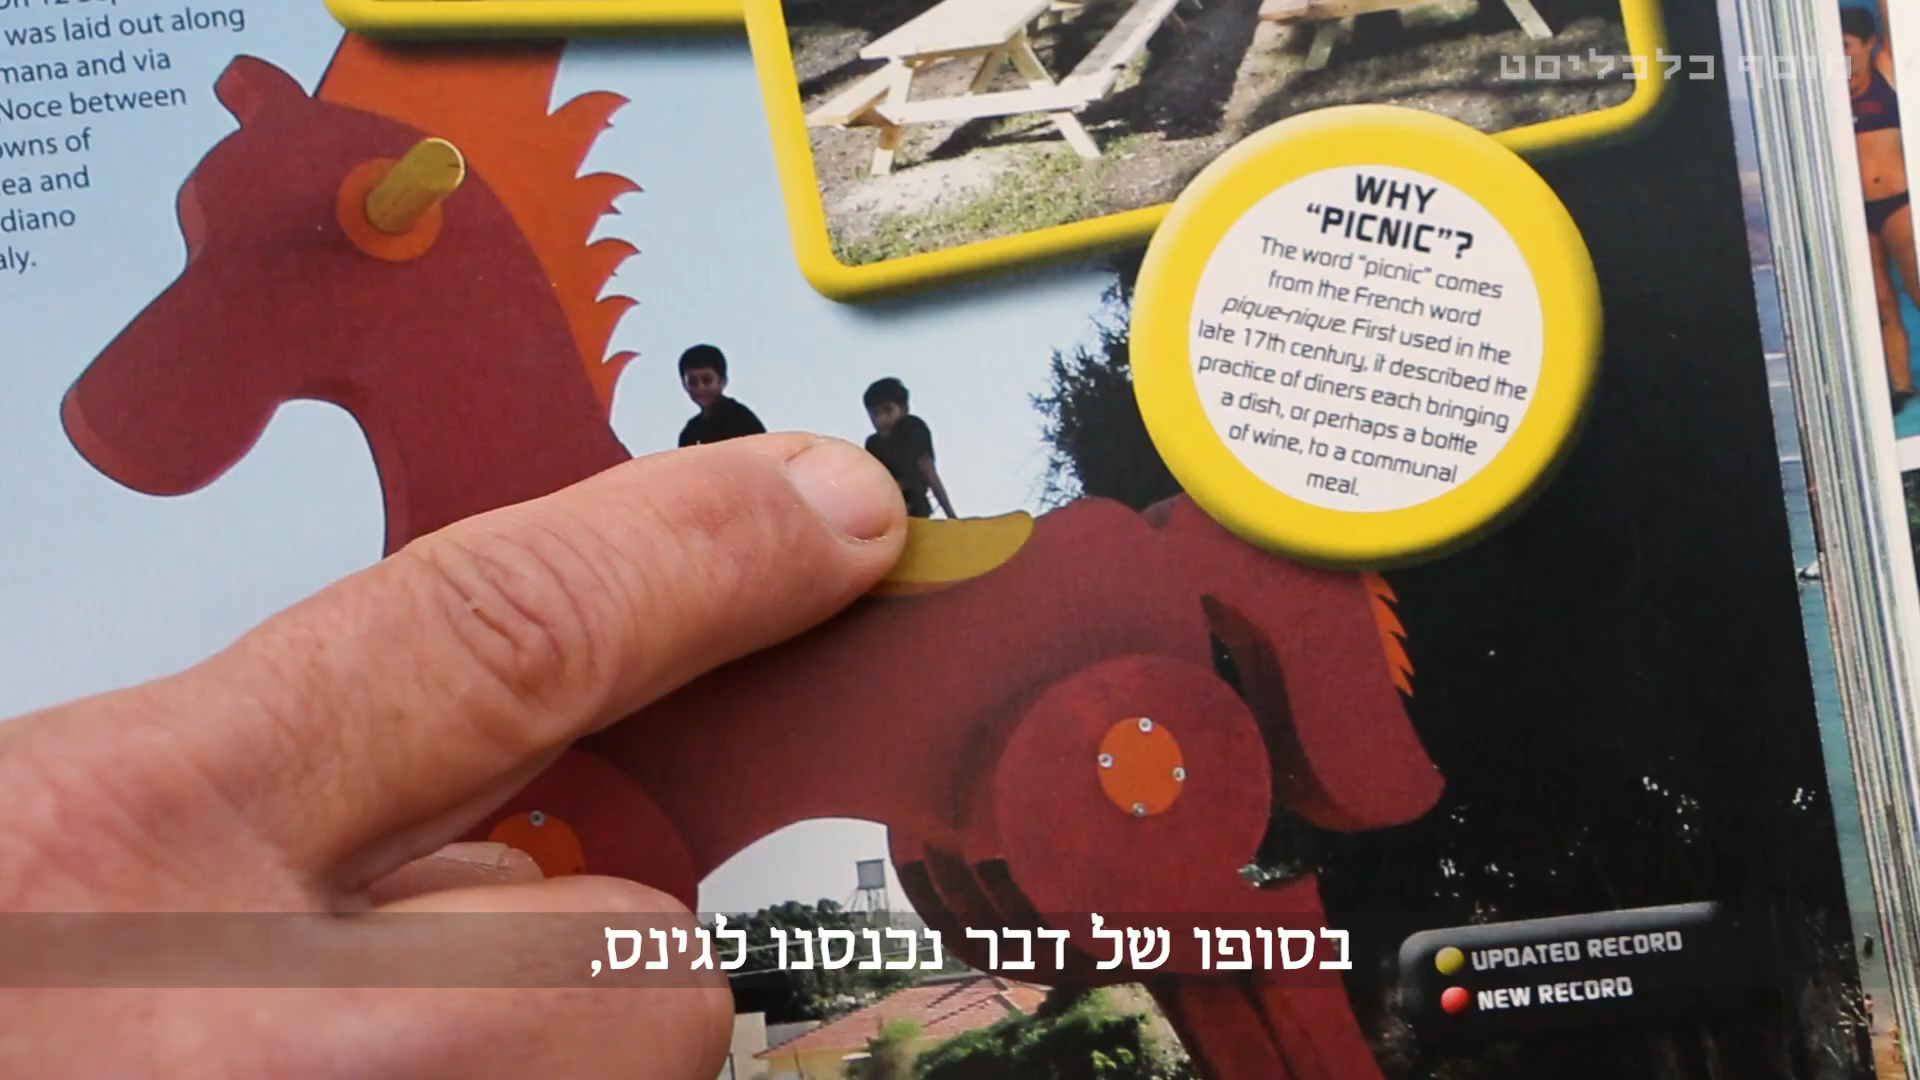 was laid out along
mana and via
Noce between
owns of
ea and
diano
aly.
מוסף כלכליסט
WHY
“PICNIC”?
The word “picnic” comes
from the French word
pique-nique. First used in the
late 17th century, it described the
practice of diners each bringing
a dish, or perhaps a bottle
of wine, to a communal
meal.
בסופו של דבר נכנסנו לגינס,
UPDATED RECORD
NEW RECORD